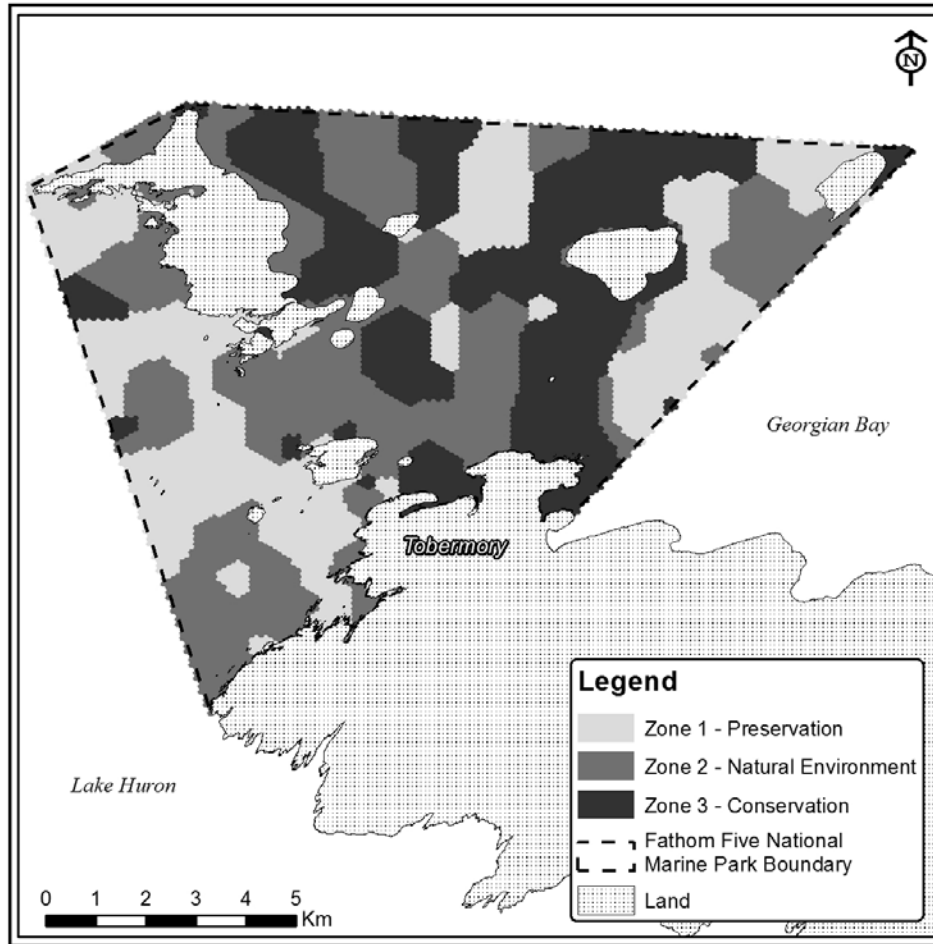 N
Georgian Bay
Tobermory
Lake Huron
Legend
Zone 1 - Preservation
Zone 2 - Natural Environment
Zone 3 - Conservation
Fathom Five National
Marine Park Boundary
Land
0 1 2 3 4 5
Km